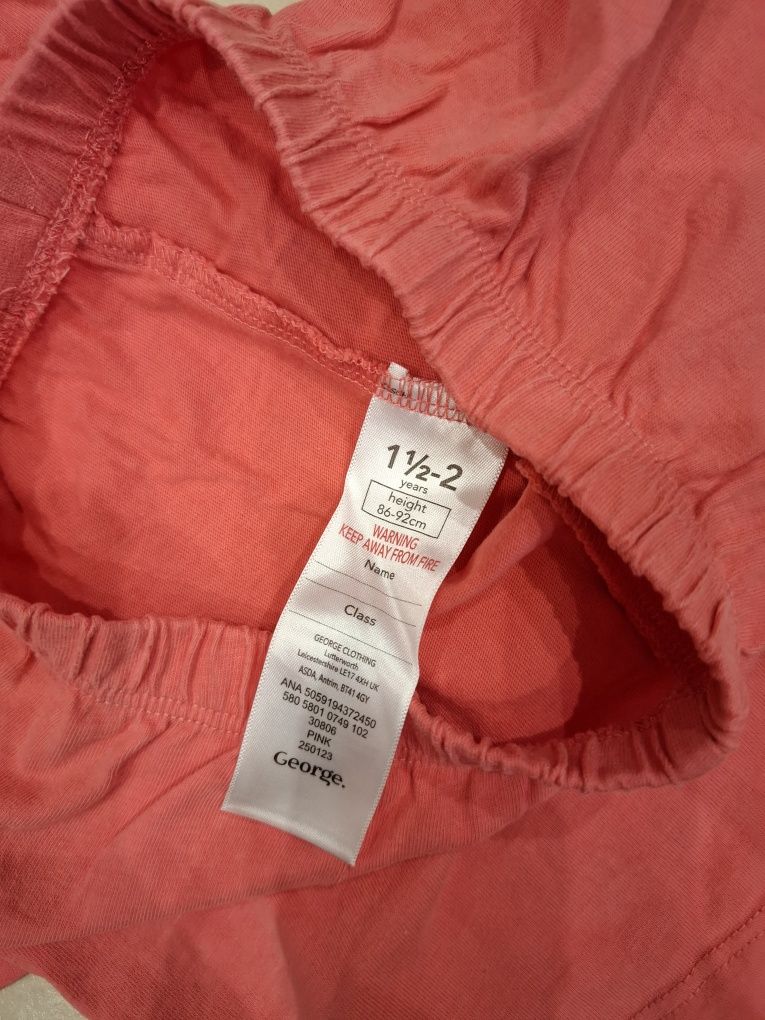 1½-2
years
height
86-92cm
WARNING
KEEP AWAY FROM FIRE
Name
Class
GEORGE CLOTHING
Lutterworth
Leicestershire LE17 4XH UK
ASDA, Antrim, BT41 4GY
ANA 5059194372450
580 5801 0749 102
30806
PINK
250123
George.